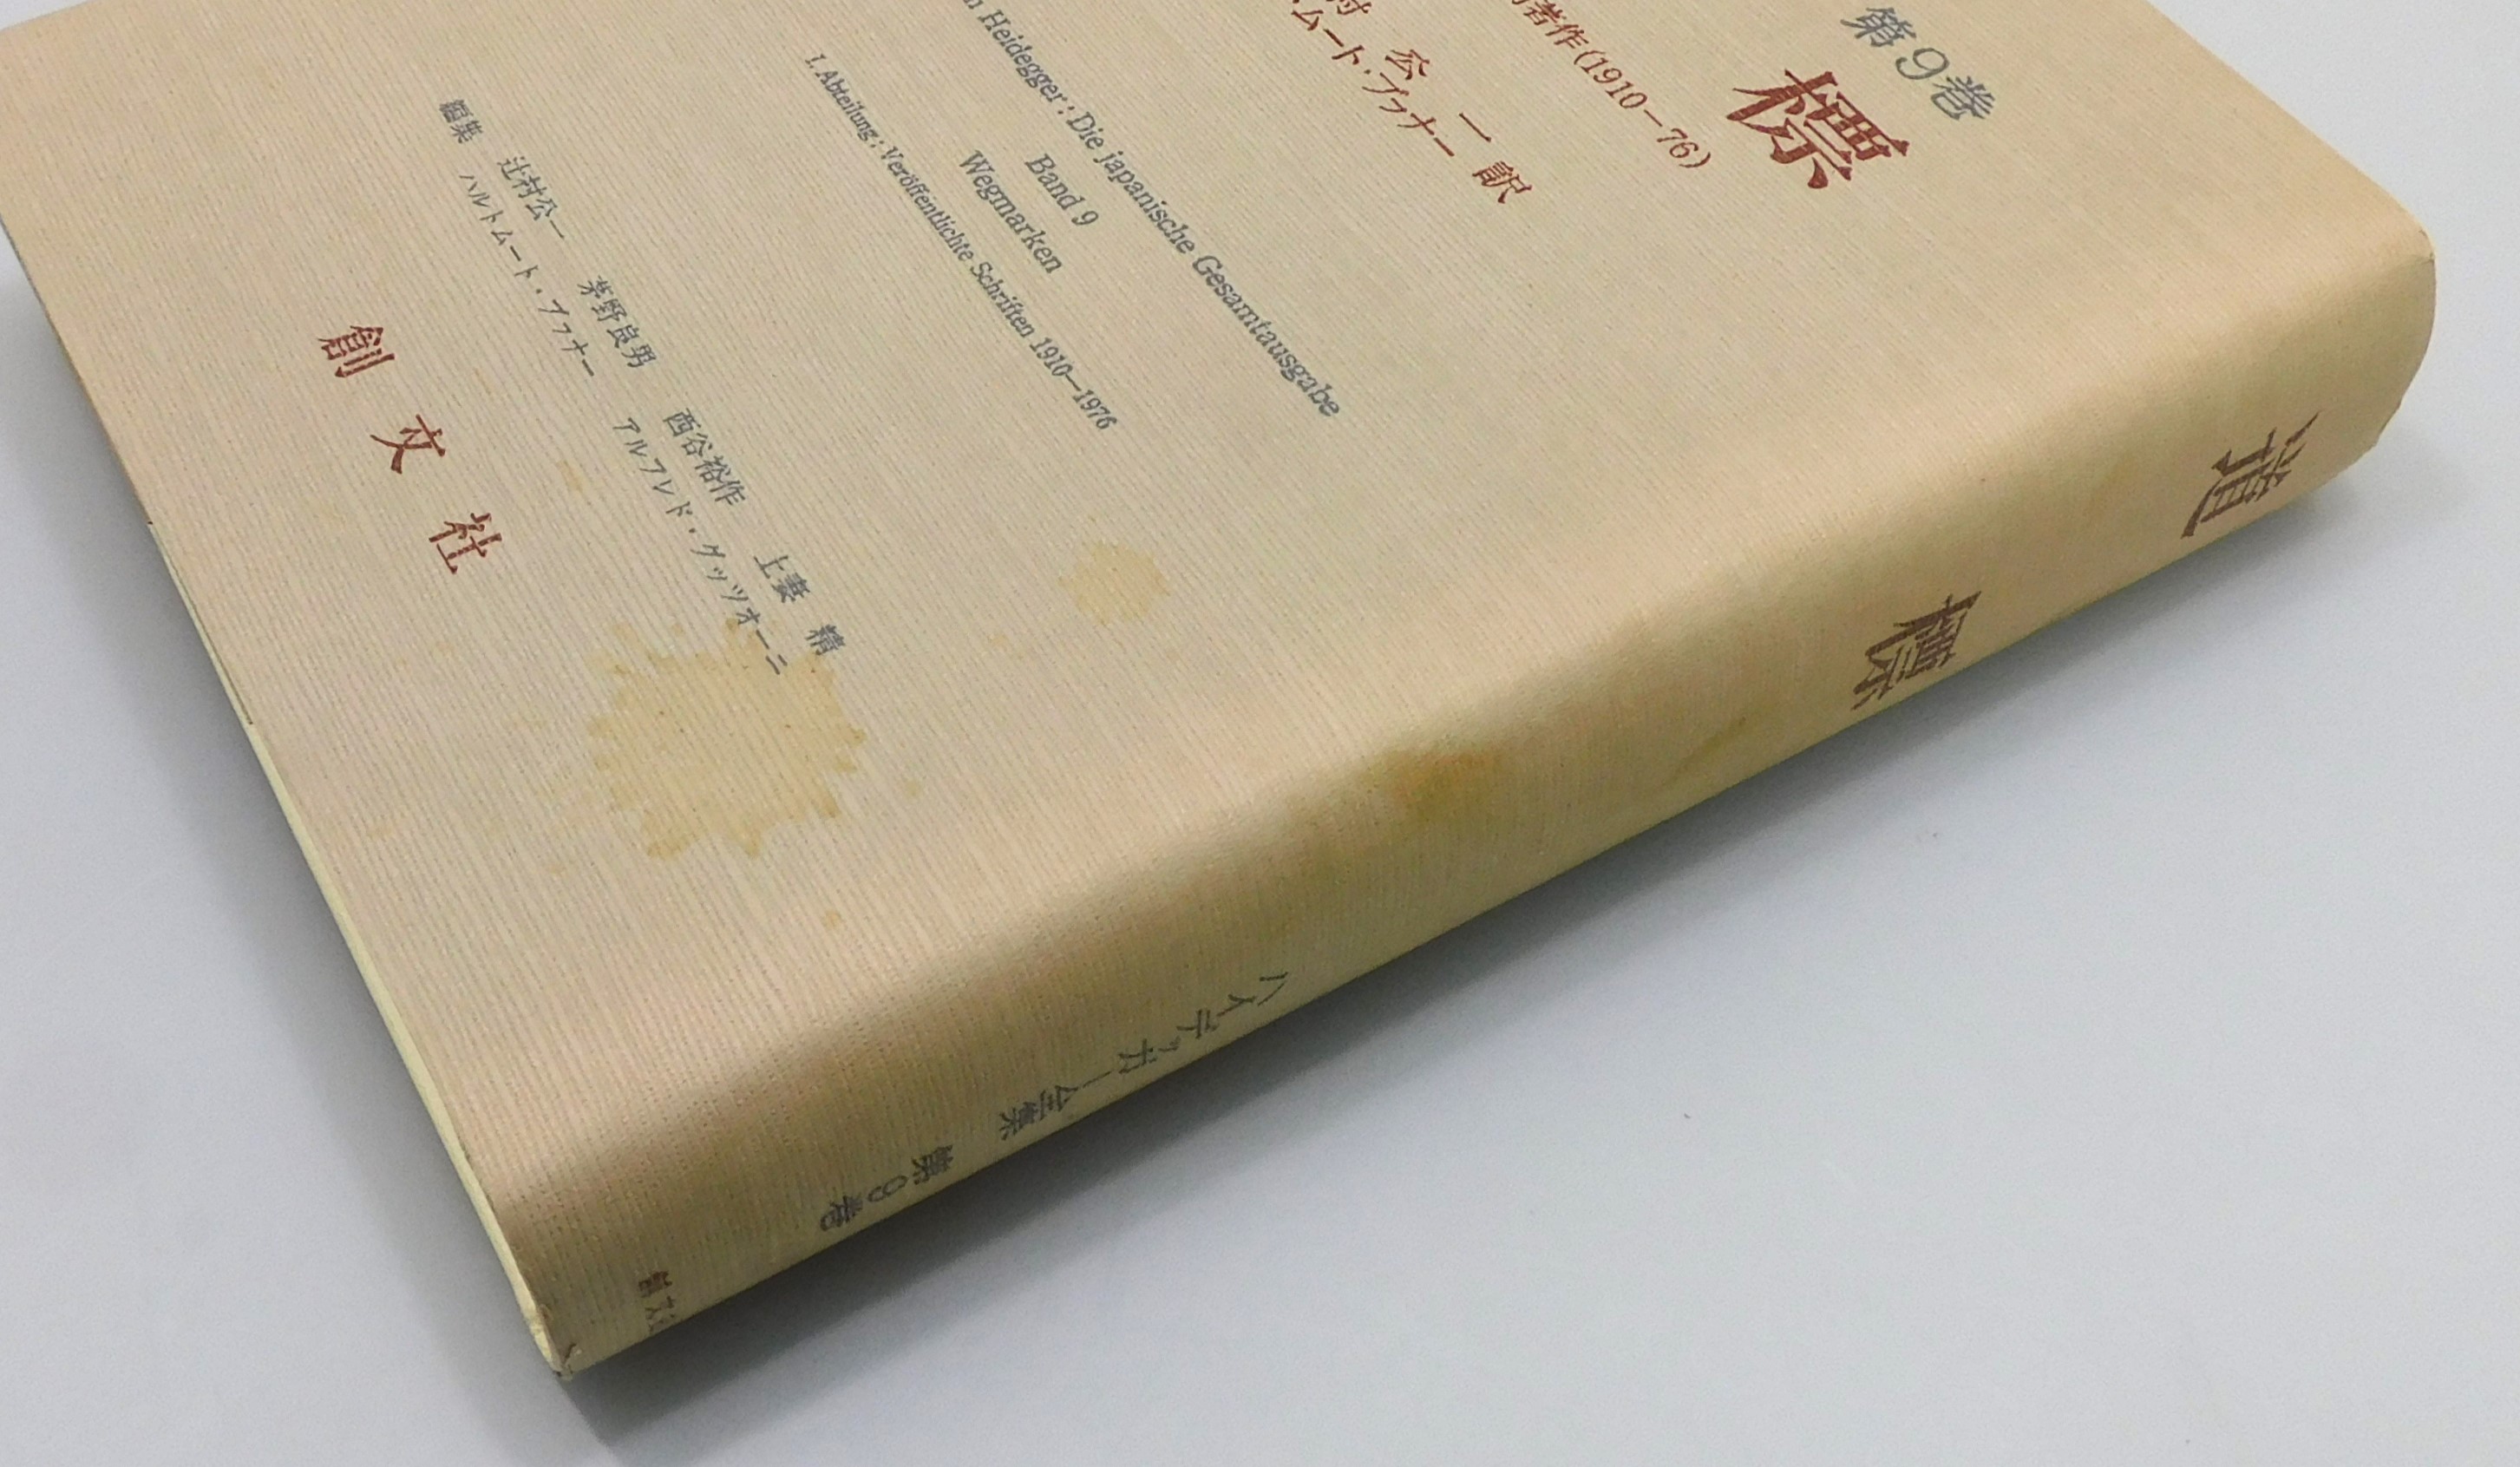 第9巻
標
著作(1910－76)
村 公 一 訳
ムート・ブフナー
Heidegger : Die japanische Gesamtausgabe
Band 9
Wegmarken
I. Abteilung : Veröffentlichte Schriften 1910—1976
編集 辻村公一 茅野良男 西谷裕作 上妻 精
ハルトムート・ブフナー アルフレド・グッツオーニ
創文社
道標
ハイデッガー全集 第9巻
創文社